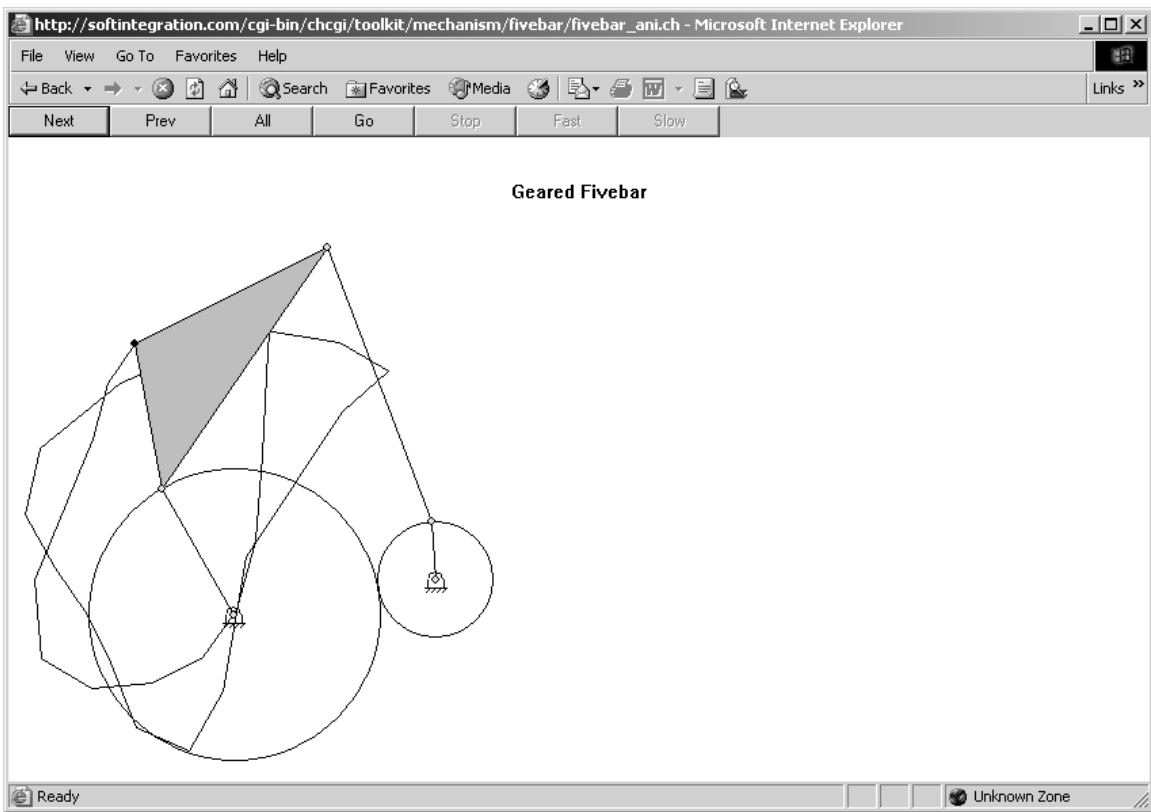 http://softintegration.com/cgi-bin/chcgi/toolkit/mechanism/fivebar/fivebar_ani.ch - Microsoft Internet Explorer
File View Go To Favorites Help
Back Search Favorites Media Links »
Next Prev All Go Stop Fast Slow
Geared Fivebar
Ready Unknown Zone